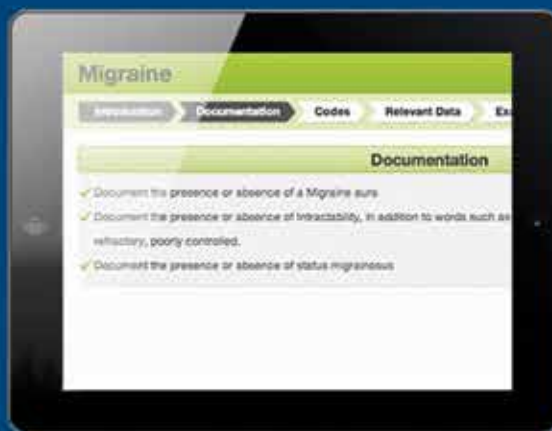 Migraine
Introduction Documentation Codes Relevant Data Exa
Documentation
✓ Document the presence or absence of a Migraine aura
✓ Document the presence or absence of Intractability, in addition to words such as
refractory, poorly controlled.
✓ Document the presence or absence of status migrainosus